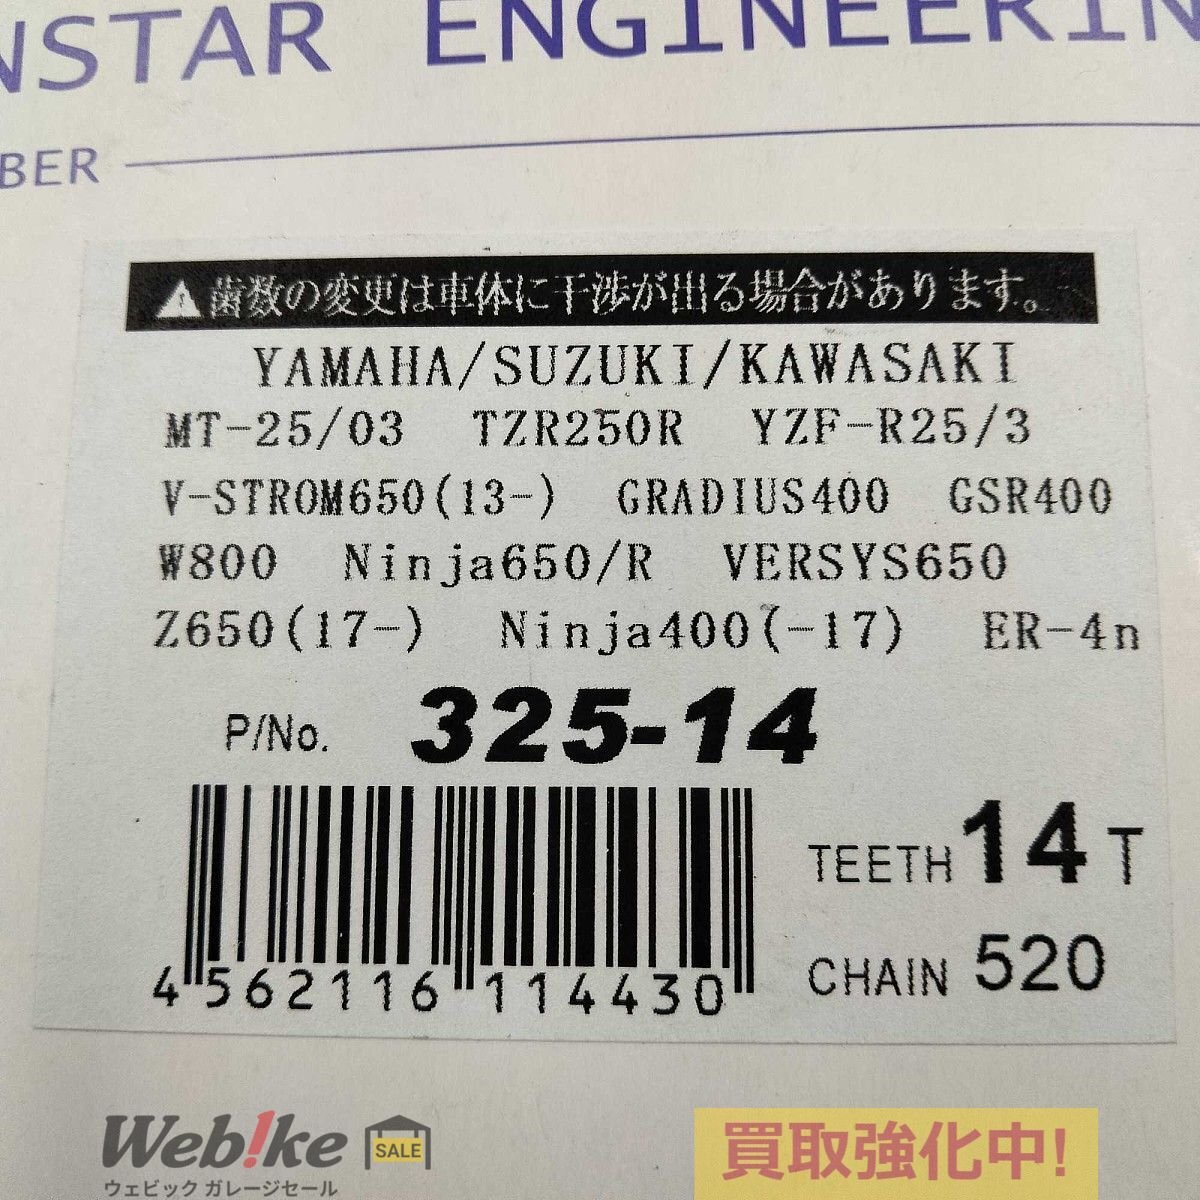 NSTAR ENGINEERIN
BER
歯数の変更は車体に干渉が出る場合があります。
YAMAHA/SUZUKI/KAWASAKI
MT-25/03 TZR250R YZF-R25/3
V-STROM650(13-) GRADIUS400 GSR400
W800 Ninja650/R VERSYS650
Z650(17-) Ninja400(-17) ER-4n
P/No. 325-14
TEETH 14 T
CHAIN 520
4 562116 114430
Web!ke SALE
ウェビック ガレージセール
買取強化中!